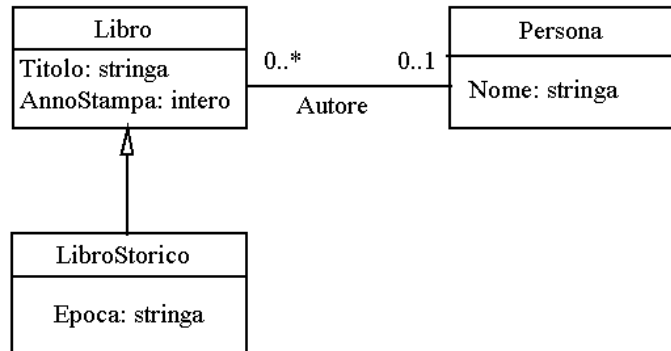 Libro
Titolo: stringa
AnnoStampa: intero
0..*
0..1
Autore
Persona
Nome: stringa
LibroStorico
Epoca: stringa